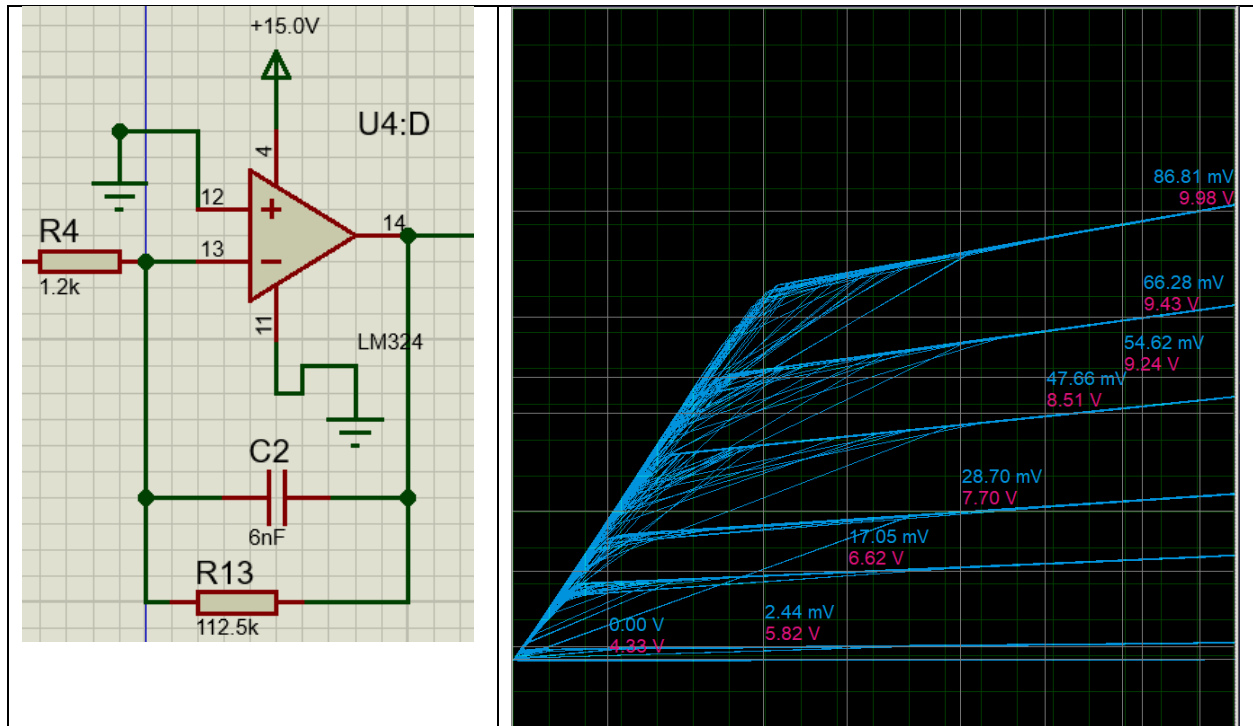 +15.0V
U4:D
4
12
14
R4
13
1.2k
11
LM324
C2
6nF
R13
112.5k
86.81 mV
9.98 V
66.28 mV
9.43 V
54.62 mV
9.24 V
47.66 mV
8.51 V
28.70 mV
7.70 V
17.05 mV
6.62 V
2.44 mV
5.82 V
0.00 V
4.33 V